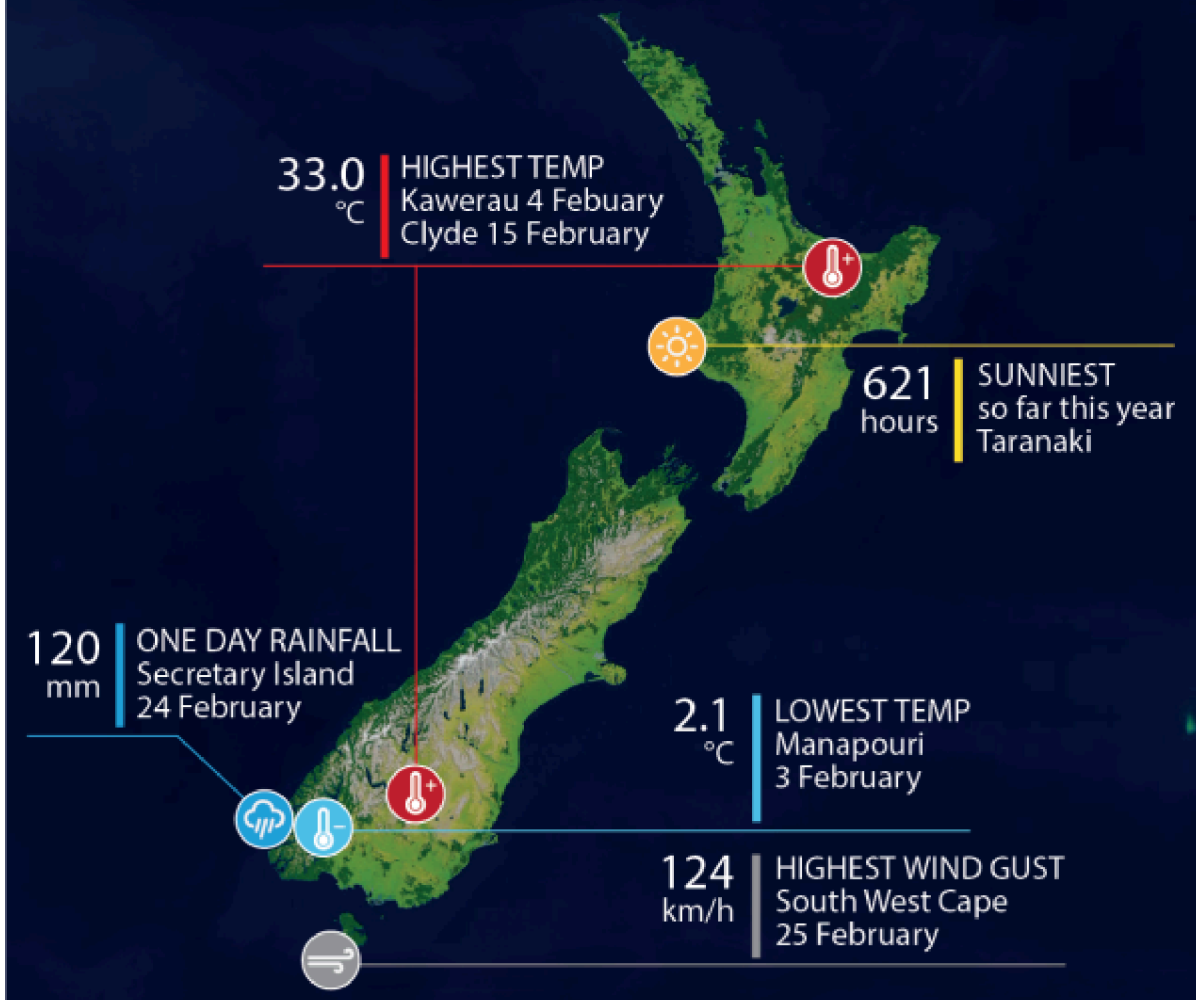 33.0
°C
HIGHEST TEMP
Kawerau 4 Febuary
Clyde 15 February
621
hours
SUNNIEST
so far this year
Taranaki
120
mm
ONE DAY RAINFALL
Secretary Island
24 February
2.1
°C
LOWEST TEMP
Manapouri
3 February
124
km/h
HIGHEST WIND GUST
South West Cape
25 February